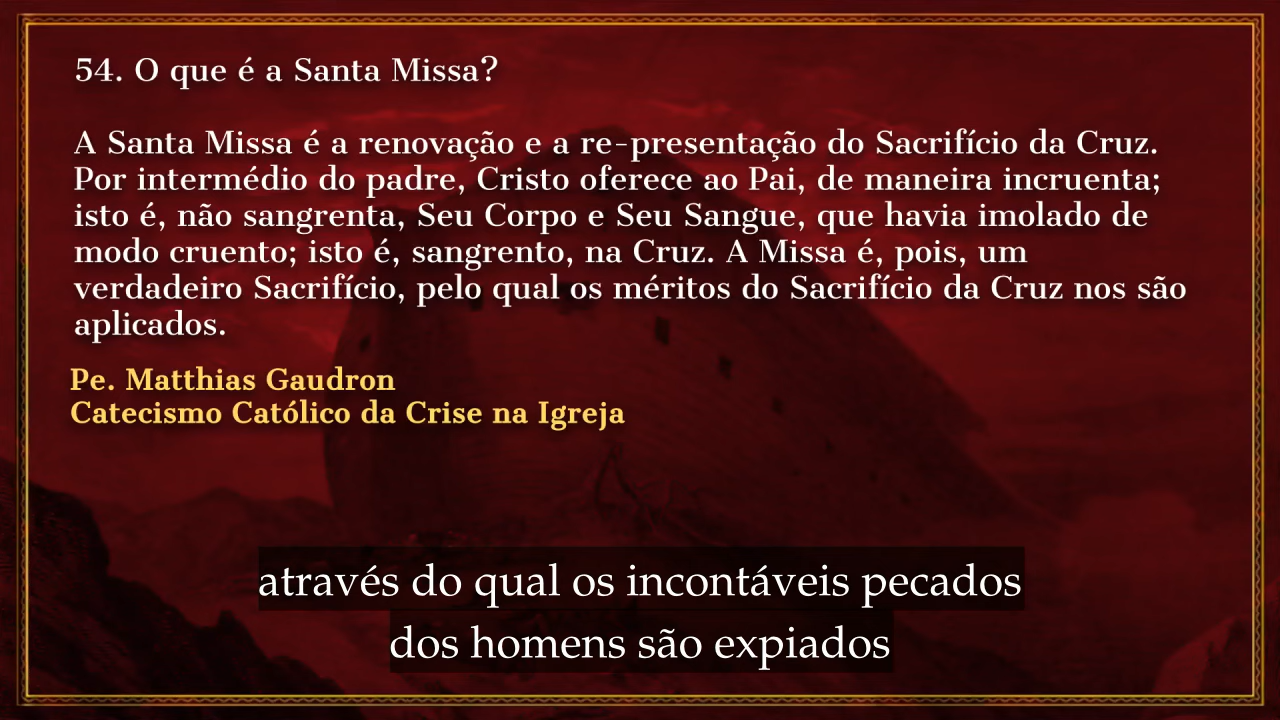 54. O que é a Santa Missa?
A Santa Missa é a renovação e a re-presentação do Sacrifício da Cruz.
Por intermédio do padre, Cristo oferece ao Pai, de maneira incruenta;
isto é, não sangrenta, Seu Corpo e Seu Sangue, que havia imolado de
modo cruento; isto é, sangrento, na Cruz. A Missa é, pois, um
verdadeiro Sacrifício, pelo qual os méritos do Sacrifício da Cruz nos são
aplicados.
Pe. Matthias Gaudron
Catecismo Católico da Crise na Igreja
através do qual os incontáveis pecados
dos homens são expiados